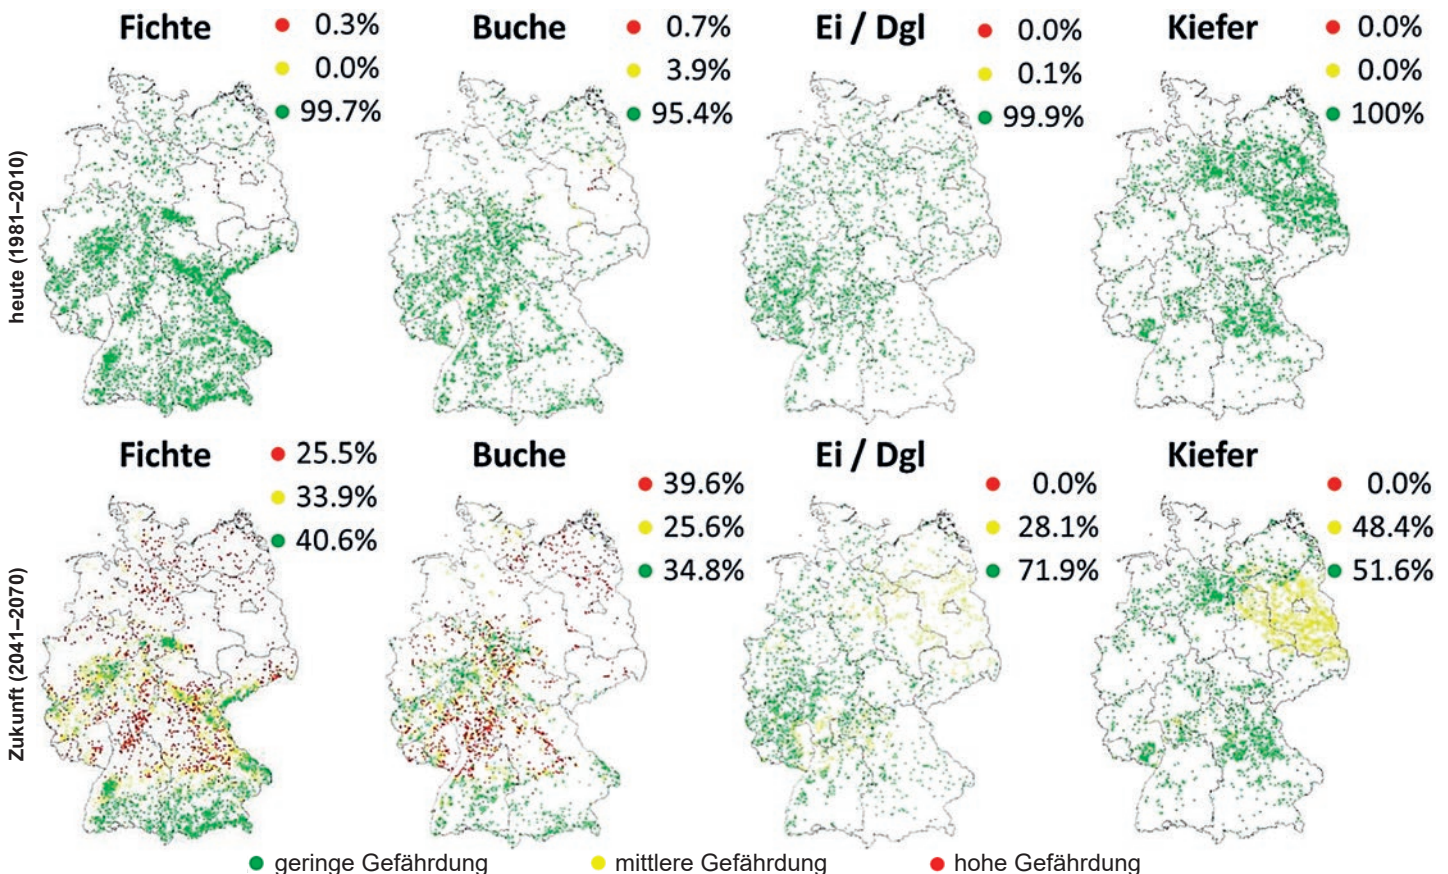 Fichte
0.3%
0.0%
99.7%
Buche
0.7%
3.9%
95.4%
Ei / Dgl
0.0%
0.1%
99.9%
Kiefer
0.0%
0.0%
100%
heute (1981–2010)
Fichte
25.5%
33.9%
40.6%
Buche
39.6%
25.6%
34.8%
Ei / Dgl
0.0%
28.1%
71.9%
Kiefer
0.0%
48.4%
51.6%
Zukunft (2041–2070)
geringe Gefährdung
mittlere Gefährdung
hohe Gefährdung